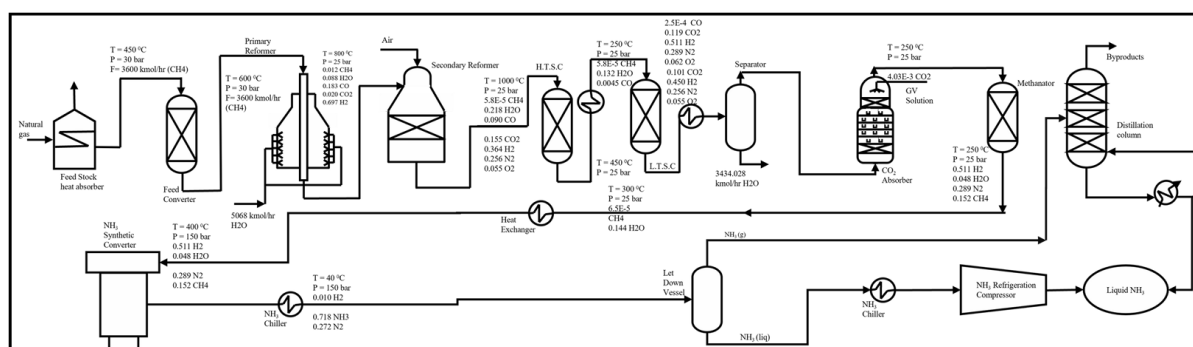 Natural
gas
Feed Stock
heat absorber
T = 450 ⁰C
P = 30 bar
F= 3600 kmol/hr (CH4)
Feed
Converter
Primary
Reformer
T = 600 ⁰C
P = 30 bar
F= 3600 kmol/hr
(CH4)
5068 kmol/hr
H2O
T = 800 ⁰C
P = 25 bar
0.012 CH4
0.088 H2O
0.183 CO
0.020 CO2
0.697 H2
Air
Secondary Reformer
T = 1000 ⁰C
P = 25 bar
5.8E-5 CH4
0.218 H2O
0.090 CO
0.155 CO2
0.364 H2
0.256 N2
0.055 O2
H.T.S.C
T = 250 ⁰C
P = 25 bar
5.8E-5 CH4
0.132 H2O
0.0045 CO
T = 450 ⁰C
P = 25 bar
L.T.S.C
2.5E-4 CO
0.119 CO2
0.511 H2
0.289 N2
0.062 O2
0.101 CO2
0.450 H2
0.256 N2
0.055 O2
Separator
3434.028
kmol/hr H2O
T = 250 ⁰C
P = 25 bar
4.03E-3 CO2
GV
Solution
CO₂
Absorber
Methanator
T = 250 ⁰C
P = 25 bar
0.511 H2
0.048 H2O
0.289 N2
0.152 CH4
Byproducts
Distillation
column
T = 300 ⁰C
P = 25 bar
6.5E-5
CH4
0.144 H2O
Heat
Exchanger
NH₃
Synthetic
Converter
T = 400 ⁰C
P = 150 bar
0.511 H2
0.048 H2O
0.289 N2
0.152 CH4
T = 40 ⁰C
P = 150 bar
0.010 H2
0.718 NH3
0.272 N2
NH₃
Chiller
Let
Down
Vessel
NH₃ (g)
NH₃ (liq)
NH₃
Chiller
NH₃ Refrigeration
Compressor
Liquid NH₃